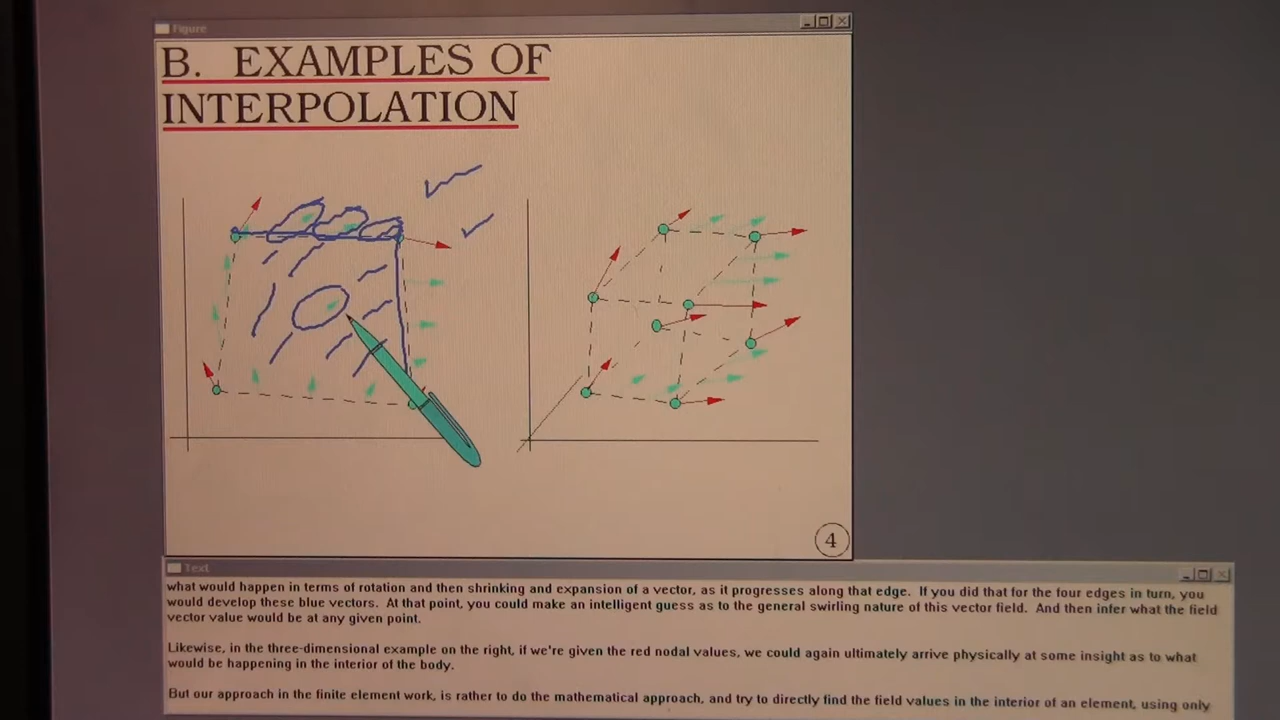 Figure
B. EXAMPLES OF
INTERPOLATION
4
Text
what would happen in terms of rotation and then shrinking and expansion of a vector, as it progresses along that edge. If you did that for the four edges in turn, you
would develop these blue vectors. At that point, you could make an intelligent guess as to the general swirling nature of this vector field. And then infer what the field
vector value would be at any given point.
Likewise, in the three-dimensional example on the right, if we're given the red nodal values, we could again ultimately arrive physically at some insight as to what
would be happening in the interior of the body.
But our approach in the finite element work, is rather to do the mathematical approach, and try to directly find the field values in the interior of an element, using only